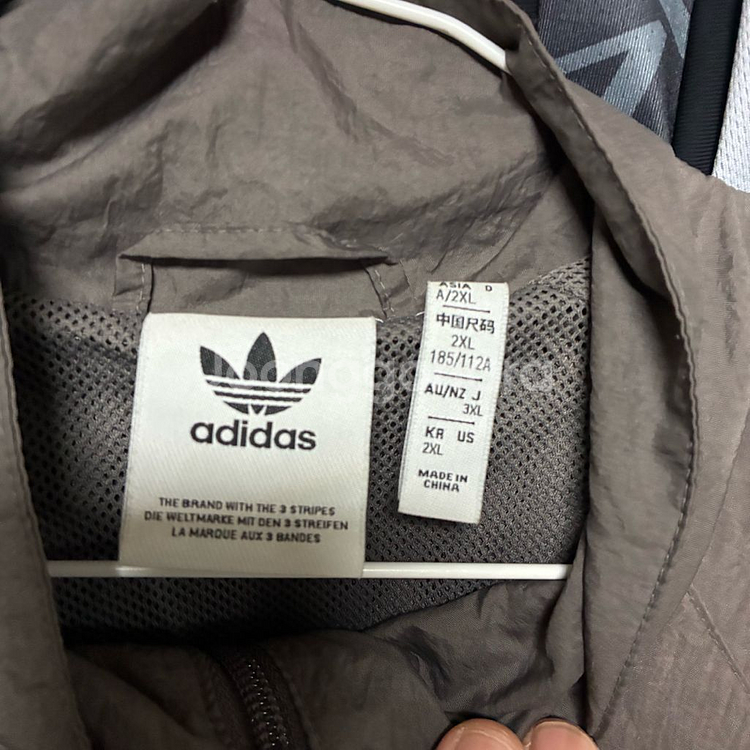 adidas
THE BRAND WITH THE 3 STRIPES
DIE WELTMARKE MIT DEN 3 STREIFEN
LA MARQUE AUX 3 BANDES
ASIA D
A/2XL
中国尺码
2XL
185/112A
AU/NZ J
3XL
KR US
2XL
MADE IN
CHINA